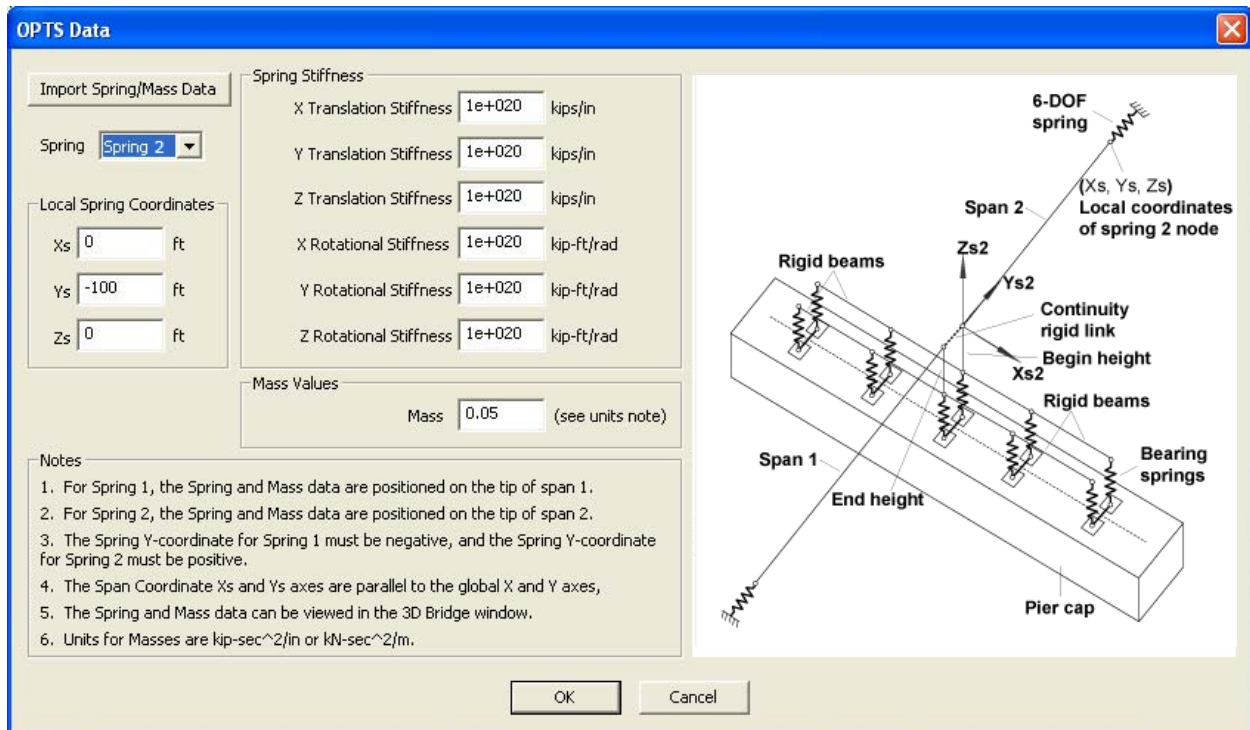 OPTS Data
Import Spring/Mass Data
Spring Spring 2
Local Spring Coordinates
Xs 0 ft
Ys -100 ft
Zs 0 ft
Spring Stiffness
X Translation Stiffness 1e+020 kips/in
Y Translation Stiffness 1e+020 kips/in
Z Translation Stiffness 1e+020 kips/in
X Rotational Stiffness 1e+020 kip-ft/rad
Y Rotational Stiffness 1e+020 kip-ft/rad
Z Rotational Stiffness 1e+020 kip-ft/rad
Mass Values
Mass 0.05 (see units note)
Notes
1. For Spring 1, the Spring and Mass data are positioned on the tip of span 1.
2. For Spring 2, the Spring and Mass data are positioned on the tip of span 2.
3. The Spring Y-coordinate for Spring 1 must be negative, and the Spring Y-coordinate
for Spring 2 must be positive.
4. The Span Coordinate Xs and Ys axes are parallel to the global X and Y axes,
5. The Spring and Mass data can be viewed in the 3D Bridge window.
6. Units for Masses are kip-sec^2/in or kN-sec^2/m.
6-DOF
spring
(Xs, Ys, Zs)
Local coordinates
of spring 2 node
Span 2
Zs2
Rigid beams
Ys2
Continuity
rigid link
Begin height
Xs2
Rigid beams
Bearing
springs
Span 1
End height
Pier cap
OK
Cancel